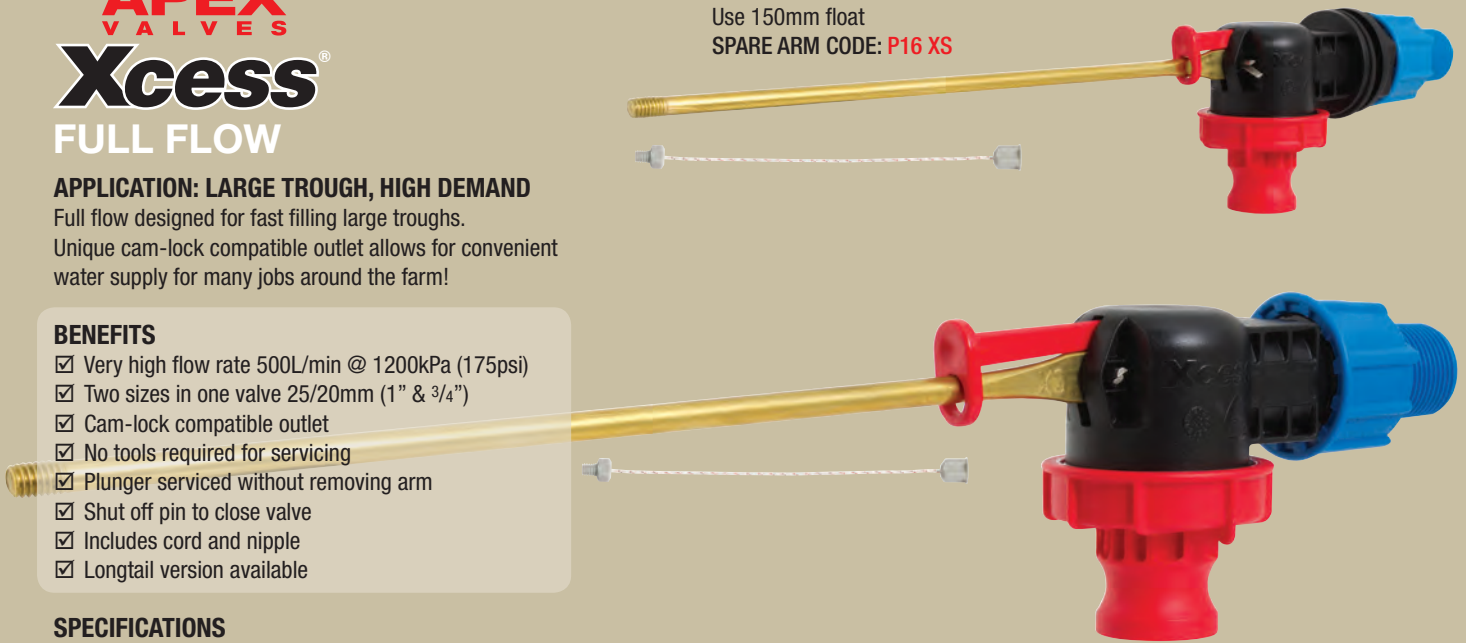 APEX
VALVES
Xcess®
FULL FLOW
APPLICATION: LARGE TROUGH, HIGH DEMAND
Full flow designed for fast filling large troughs.
Unique cam-lock compatible outlet allows for convenient
water supply for many jobs around the farm!
BENEFITS
☑ Very high flow rate 500L/min @ 1200kPa (175psi)
☑ Two sizes in one valve 25/20mm (1” & 3/4”)
☑ Cam-lock compatible outlet
☑ No tools required for servicing
☑ Plunger serviced without removing arm
☑ Shut off pin to close valve
☑ Includes cord and nipple
☑ Longtail version available
SPECIFICATIONS
Use 150mm float
SPARE ARM CODE: P16 XS
Xcess
XS
Xcess